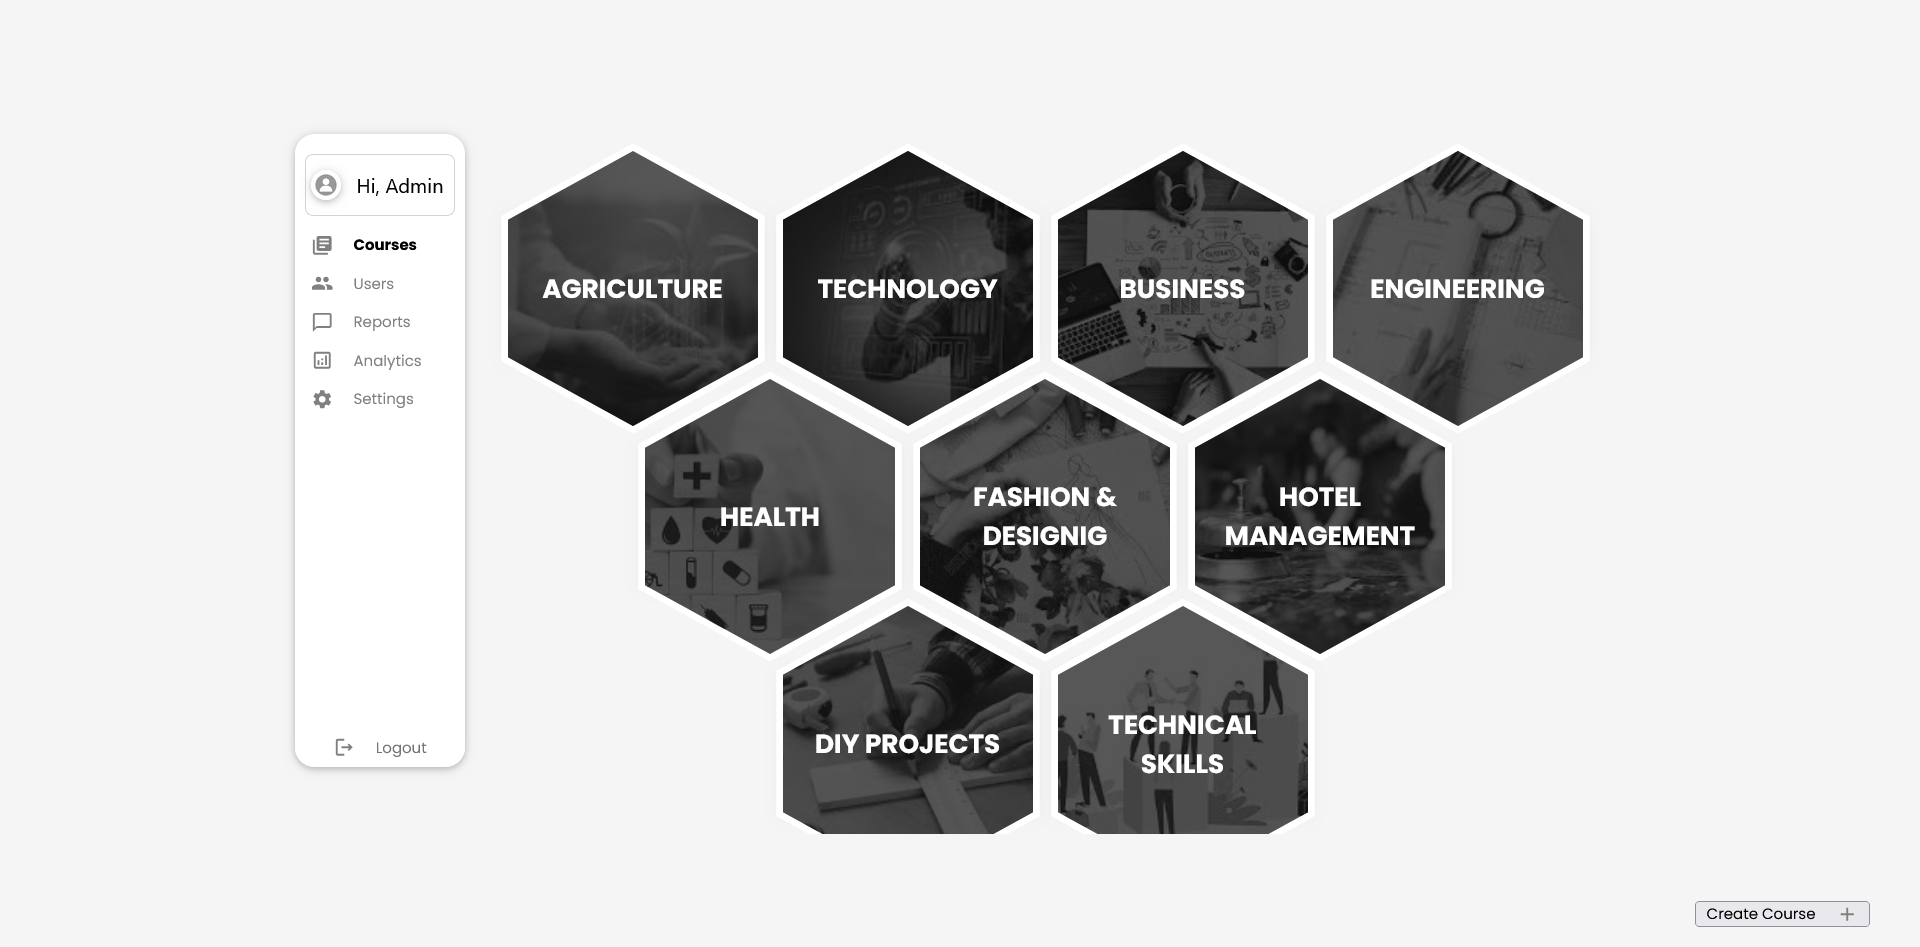 Hi, Admin
Courses
Users
Reports
Analytics
Settings
Logout
AGRICULTURE
TECHNOLOGY
BUSINESS
ENGINEERING
HEALTH
FASHION &
DESIGNIG
HOTEL
MANAGEMENT
DIY PROJECTS
TECHNICAL
SKILLS
Create Course